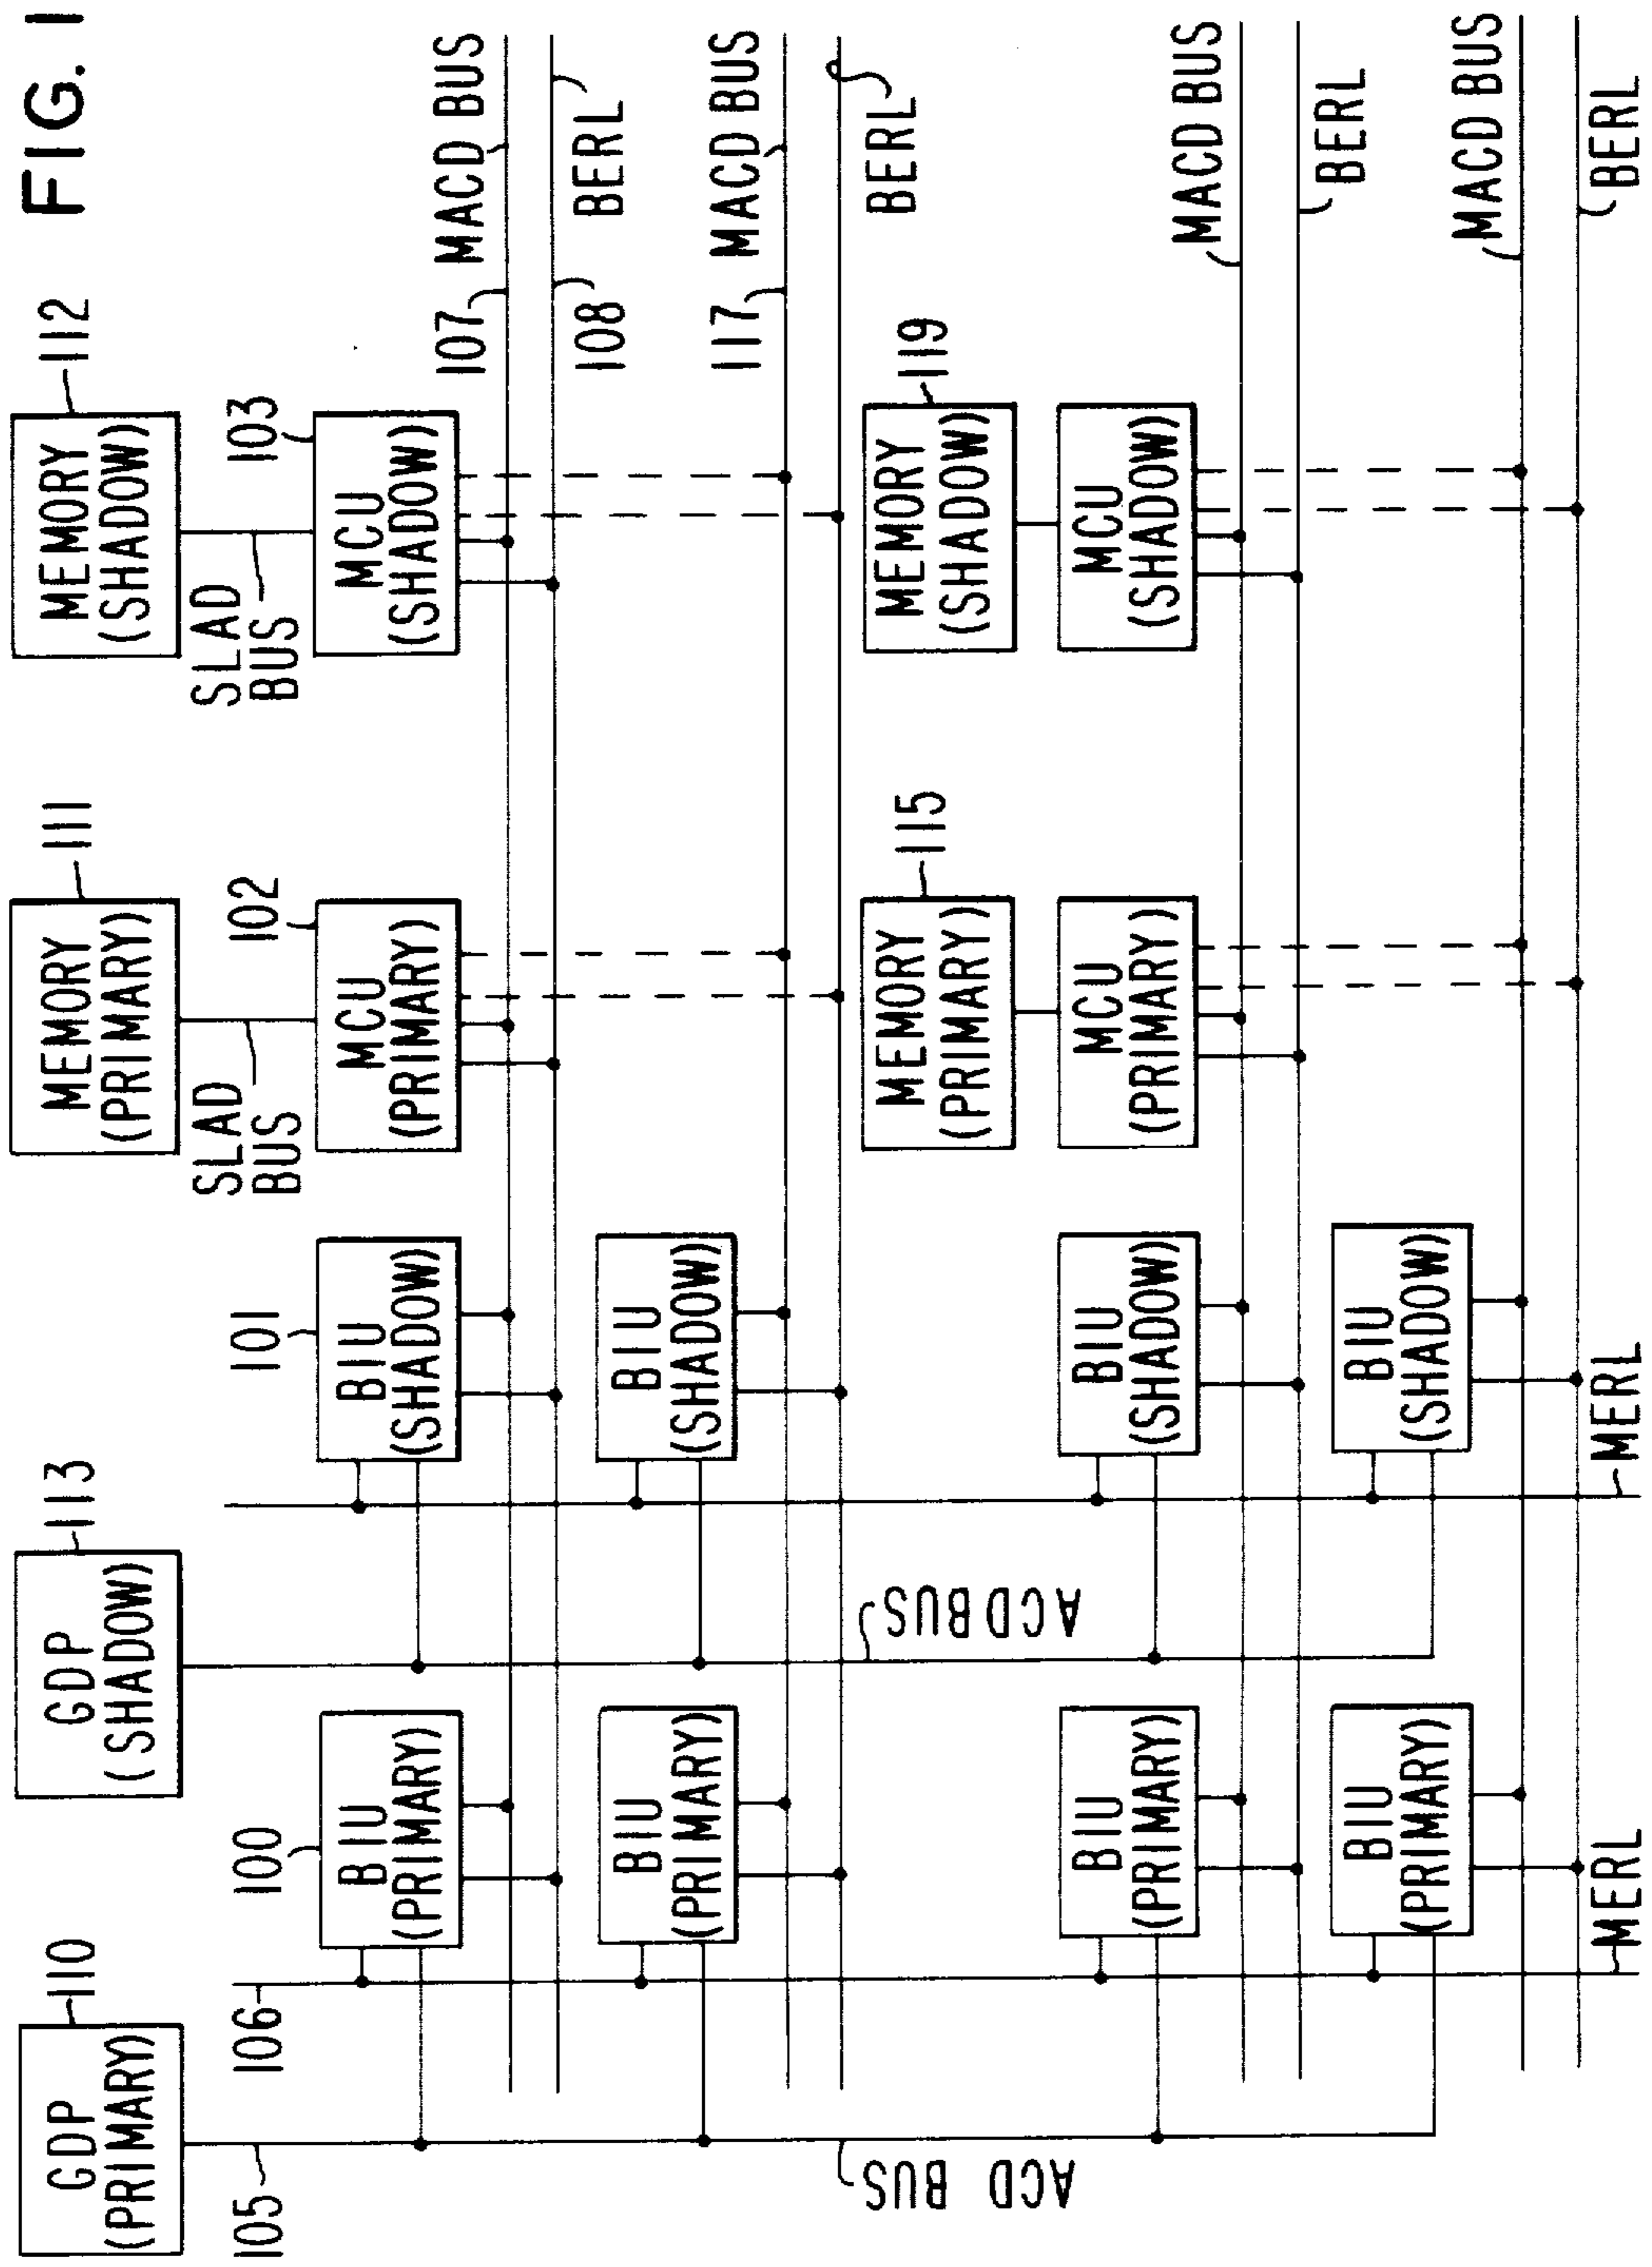 FIG. 1
110
GDP
(PRIMARY)
113
GDP
(SHADOW)
111
MEMORY
(PRIMARY)
112
MEMORY
(SHADOW)
SLAD
BUS
SLAD
BUS
105
106
100
BIU
(PRIMARY)
101
BIU
(SHADOW)
102
MCU
(PRIMARY)
103
MCU
(SHADOW)
107 MACD BUS
108
BERL
BIU
(PRIMARY)
BIU
(SHADOW)
117 MACD BUS
BERL
ACD BUS
ACD BUS
115
MEMORY
(PRIMARY)
119
MEMORY
(SHADOW)
BIU
(PRIMARY)
BIU
(SHADOW)
MCU
(PRIMARY)
MCU
(SHADOW)
MACD BUS
BERL
BIU
(PRIMARY)
BIU
(SHADOW)
MACD BUS
BERL
MERL
MERL